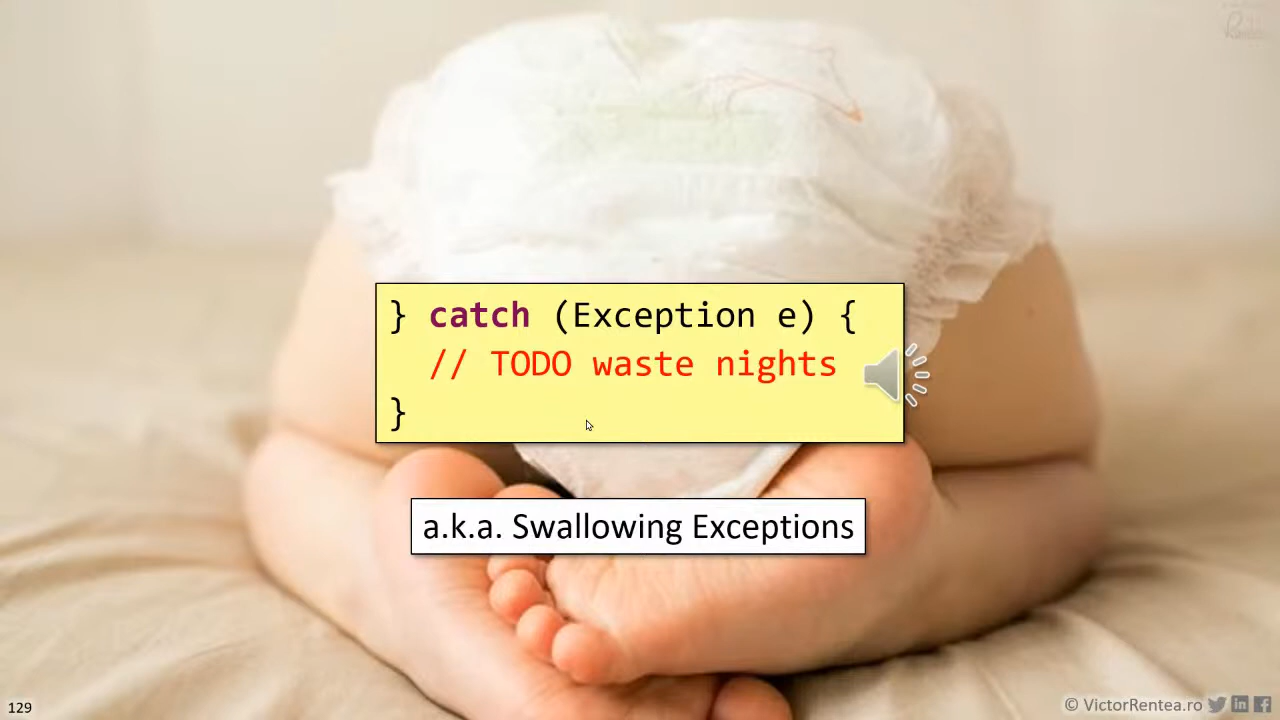 } catch (Exception e) {
// TODO waste nights
}
a.k.a. Swallowing Exceptions
129
© VictorRentea.ro